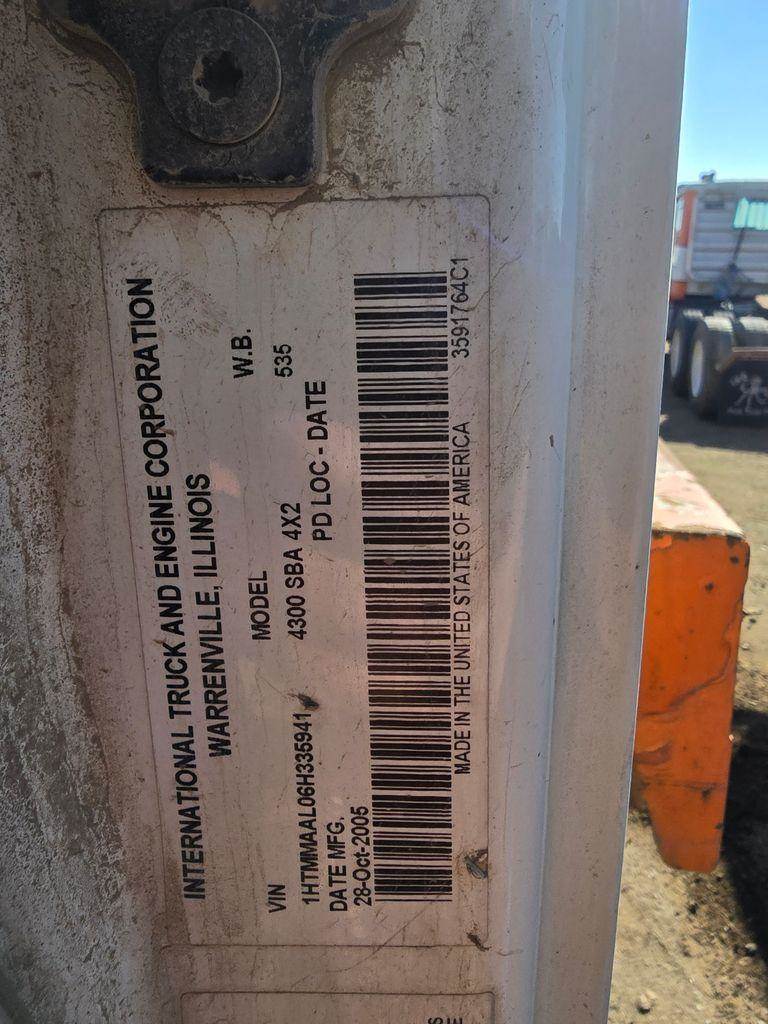 INTERNATIONAL TRUCK AND ENGINE CORPORATION
WARRENVILLE, ILLINOIS
MODEL W.B.
VIN 4300 SBA 4X2 535
1HTMMAAL06H335941 PD LOC - DATE
DATE MFG.
28-Oct-2005
MADE IN THE UNITED STATES OF AMERICA 3591764C1